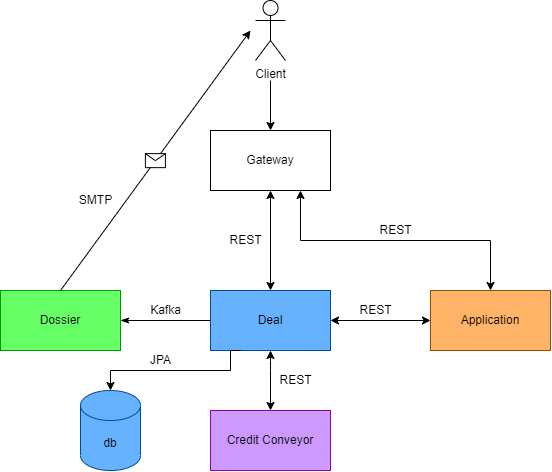 Client
Gateway
SMTP
REST
REST
Dossier
Kafka
Deal
REST
Application
JPA
REST
db
Credit Conveyor